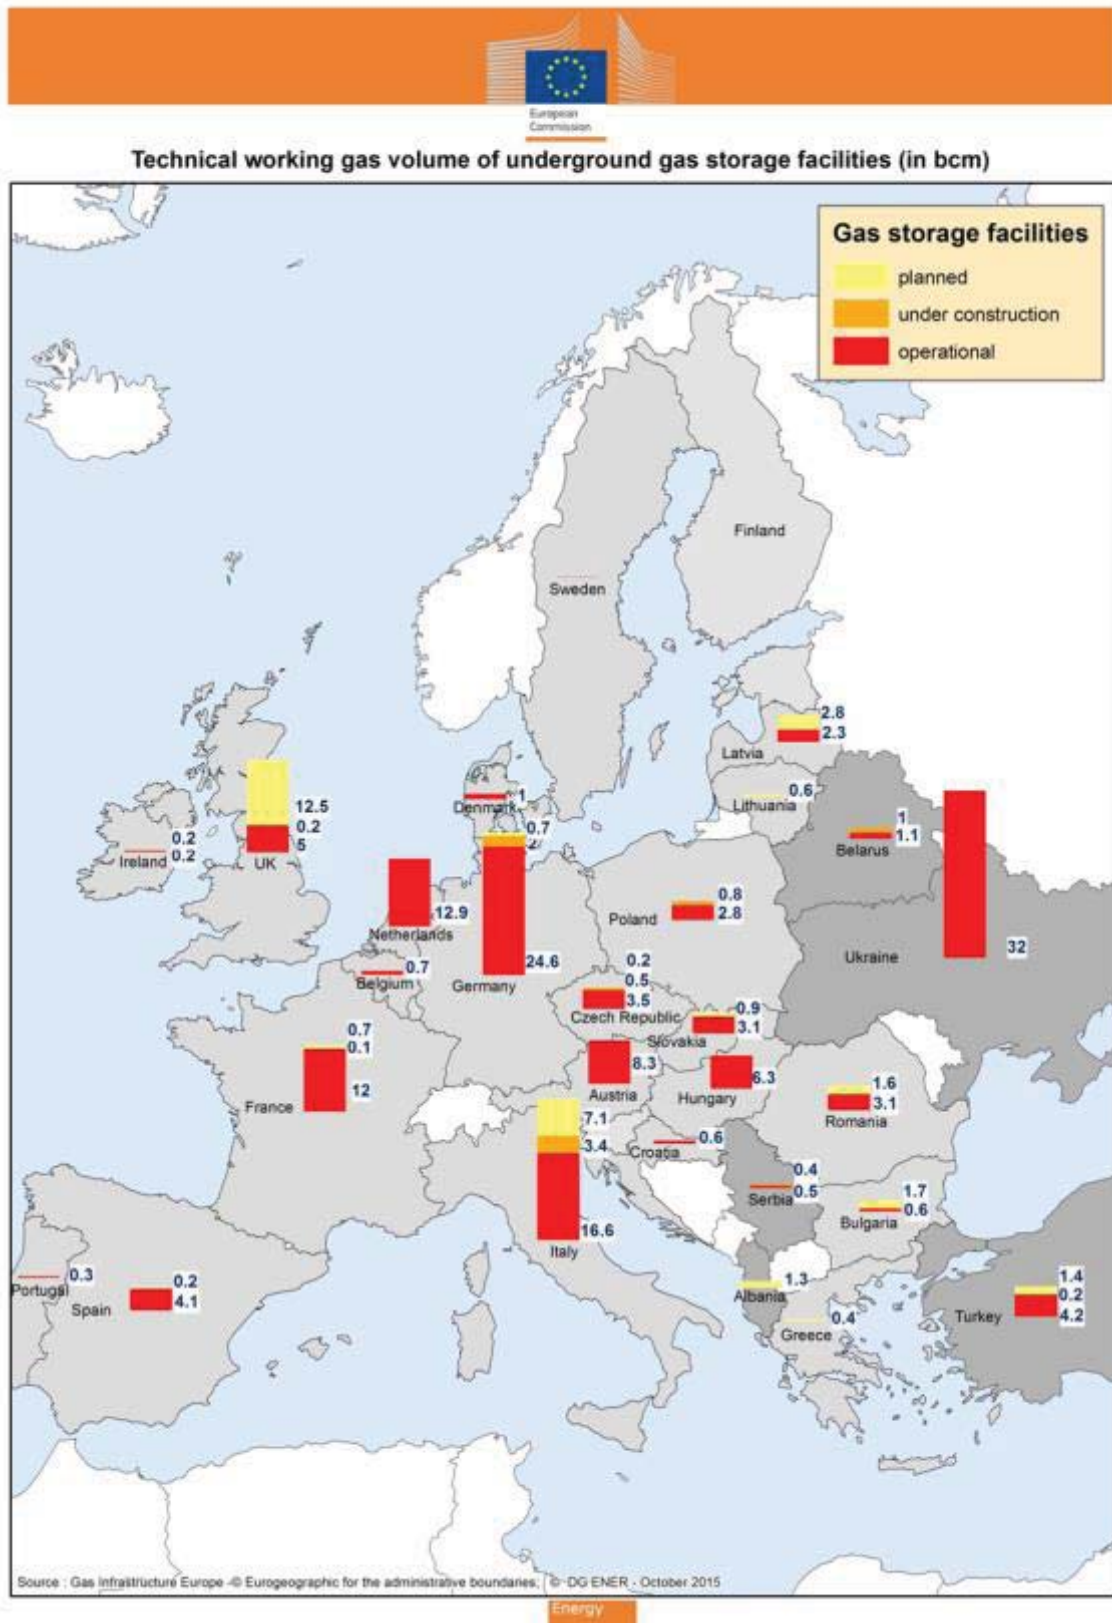 European
Commission
Technical working gas volume of underground gas storage facilities (in bcm)
Gas storage facilities
planned
under construction
operational
Finland
Sweden
2.8
2.3
Latvia
0.6
Lithuania
1
1.1
Belarus
1
Denmark
12.5
0.2
5
UK
0.2
0.2
Ireland
0.7
2
24.6
Germany
12.9
Netherlands
0.8
2.8
Poland
32
Ukraine
0.7
Belgium
0.2
0.5
3.5
Czech Republic
0.9
3.1
Slovakia
0.7
0.1
12
France
8.3
Austria
6.3
Hungary
1.6
3.1
Romania
7.1
3.4
16.6
Italy
0.6
Croatia
0.4
0.5
Serbia
1.7
0.6
Bulgaria
0.3
Portugal
0.2
4.1
Spain
1.3
Albania
0.4
Greece
1.4
0.2
4.2
Turkey
Source : Gas Infrastructure Europe -© Eurogeographic for the administrative boundaries; © DG ENER - October 2015
Energy